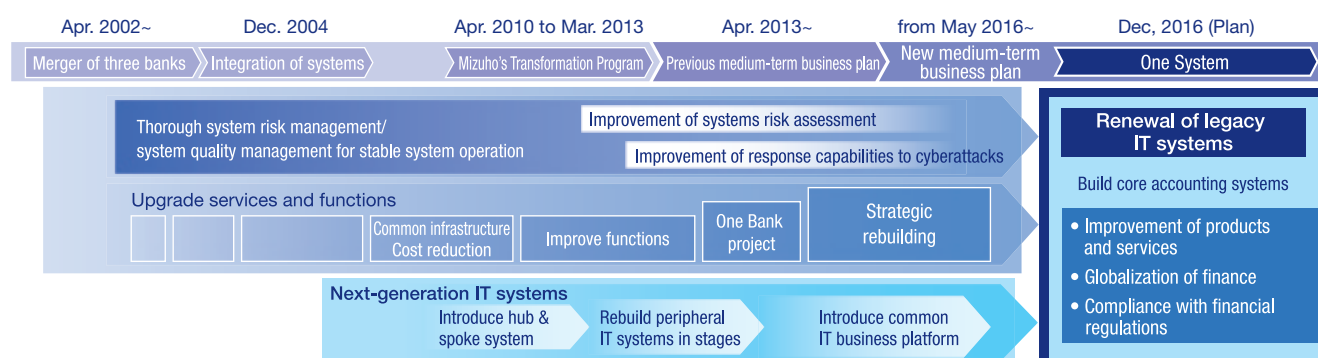 Apr. 2002~
Dec. 2004
Apr. 2010 to Mar. 2013
Apr. 2013~
from May 2016~
Dec, 2016 (Plan)
Merger of three banks
Integration of systems
Mizuho's Transformation Program
Previous medium-term business plan
New medium-term
business plan
One System
Thorough system risk management/
system quality management for stable system operation
Improvement of systems risk assessment
Improvement of response capabilities to cyberattacks
Upgrade services and functions
Common infrastructure
Cost reduction
Improve functions
One Bank
project
Strategic
rebuilding
Next-generation IT systems
Introduce hub &
spoke system
Rebuild peripheral
IT systems in stages
Introduce common
IT business platform
Renewal of legacy
IT systems
Build core accounting systems
• Improvement of products
and services
• Globalization of finance
• Compliance with financial
regulations